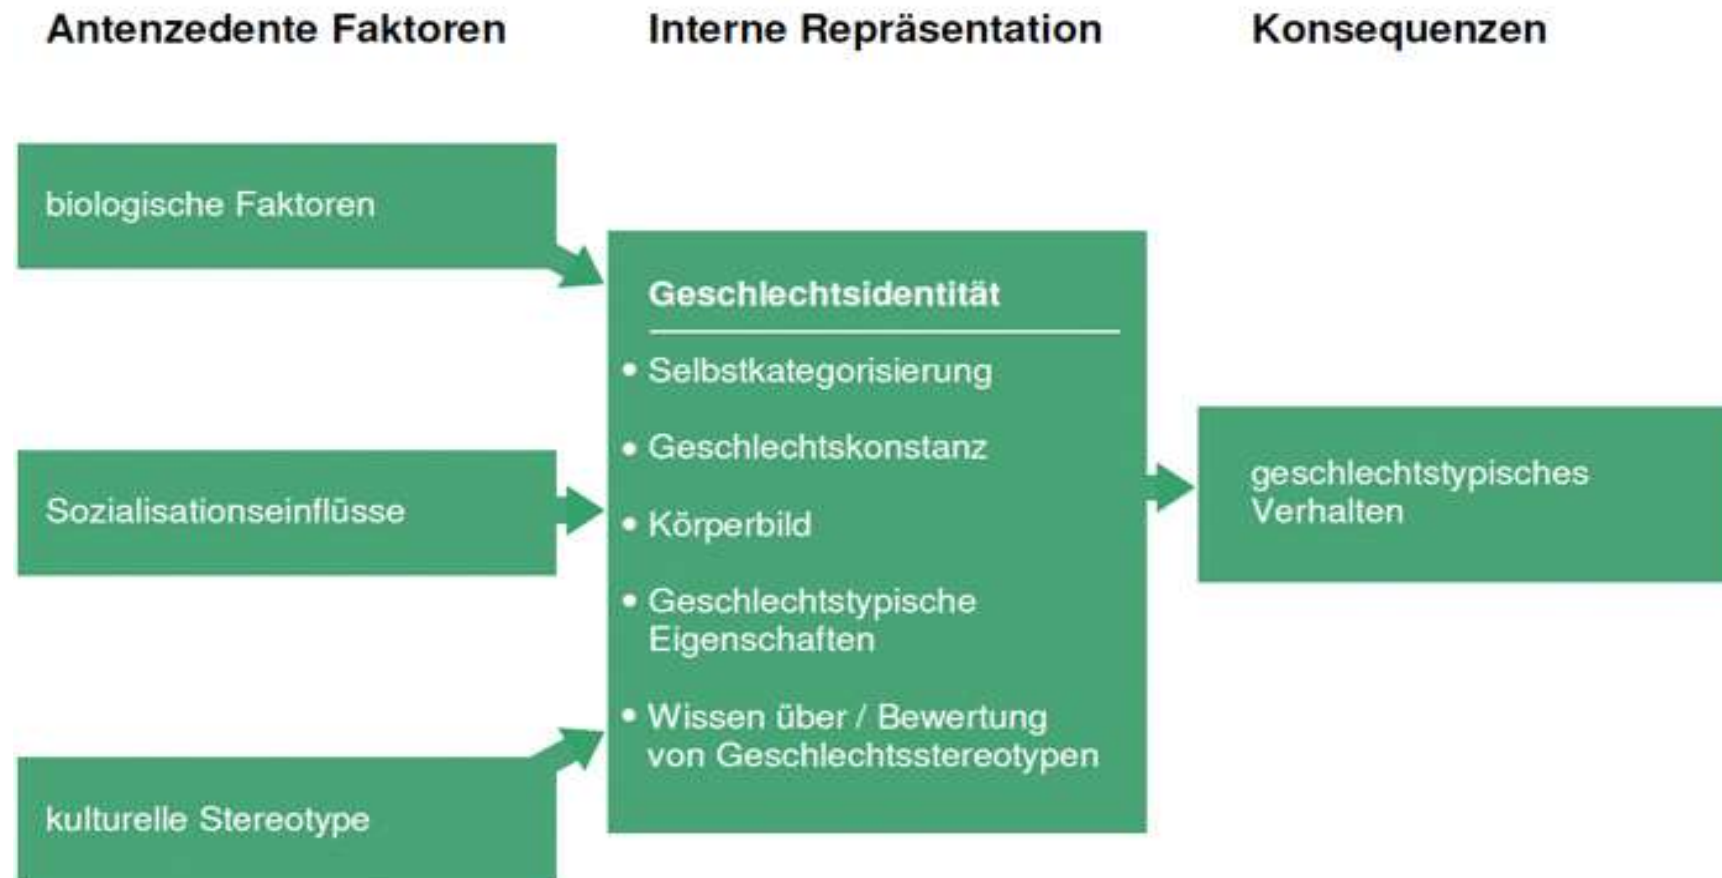 Antenzedente Faktoren
Interne Repräsentation
Konsequenzen
biologische Faktoren
Sozialisationseinflüsse
kulturelle Stereotype
Geschlechtsidentität
• Selbstkategorisierung
• Geschlechtskonstanz
• Körperbild
• Geschlechtstypische
Eigenschaften
• Wissen über / Bewertung
von Geschlechtsstereotypen
geschlechtstypisches
Verhalten